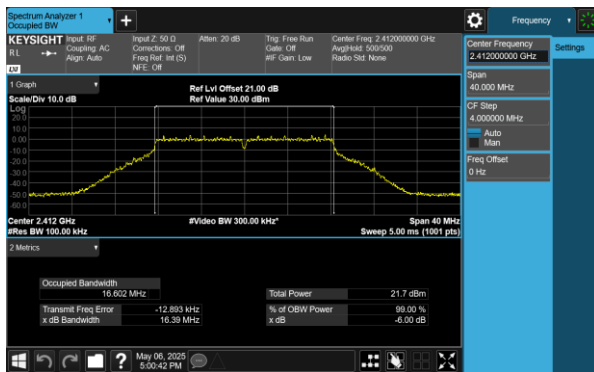 Spectrum Analyzer 1
Occupied BW
Frequency
KEYSIGHT
Input: RF
Coupling: AC
Align: Auto
Input Z: 50 Ω
Corrections: Off
Freq Ref: Int (S)
NFE: Off
Atten: 20 dB
Trig: Free Run
Gate: Off
#IF Gain: Low
Center Freq: 2.412000000 GHz
Avg|Hold: 500/500
Radio Std: None
RL
LXI
Center Frequency
2.412000000 GHz
Settings
Span
40.000 MHz
CF Step
4.000000 MHz
Auto
Man
Freq Offset
0 Hz
1 Graph
Scale/Div 10.0 dB
Ref Lvl Offset 21.00 dB
Ref Value 30.00 dBm
Log
20.0
10.0
0.00
-10.0
-20.0
-30.0
-40.0
-50.0
-60.0
Center 2.412 GHz
#Video BW 300.00 kHz*
Span 40 MHz
#Res BW 100.00 kHz
Sweep 5.00 ms (1001 pts)
2 Metrics
Occupied Bandwidth
16.602 MHz
Total Power
21.7 dBm
Transmit Freq Error
-12.893 kHz
% of OBW Power
99.00 %
x dB Bandwidth
16.39 MHz
x dB
-6.00 dB
?
May 06, 2025
5:00:42 PM